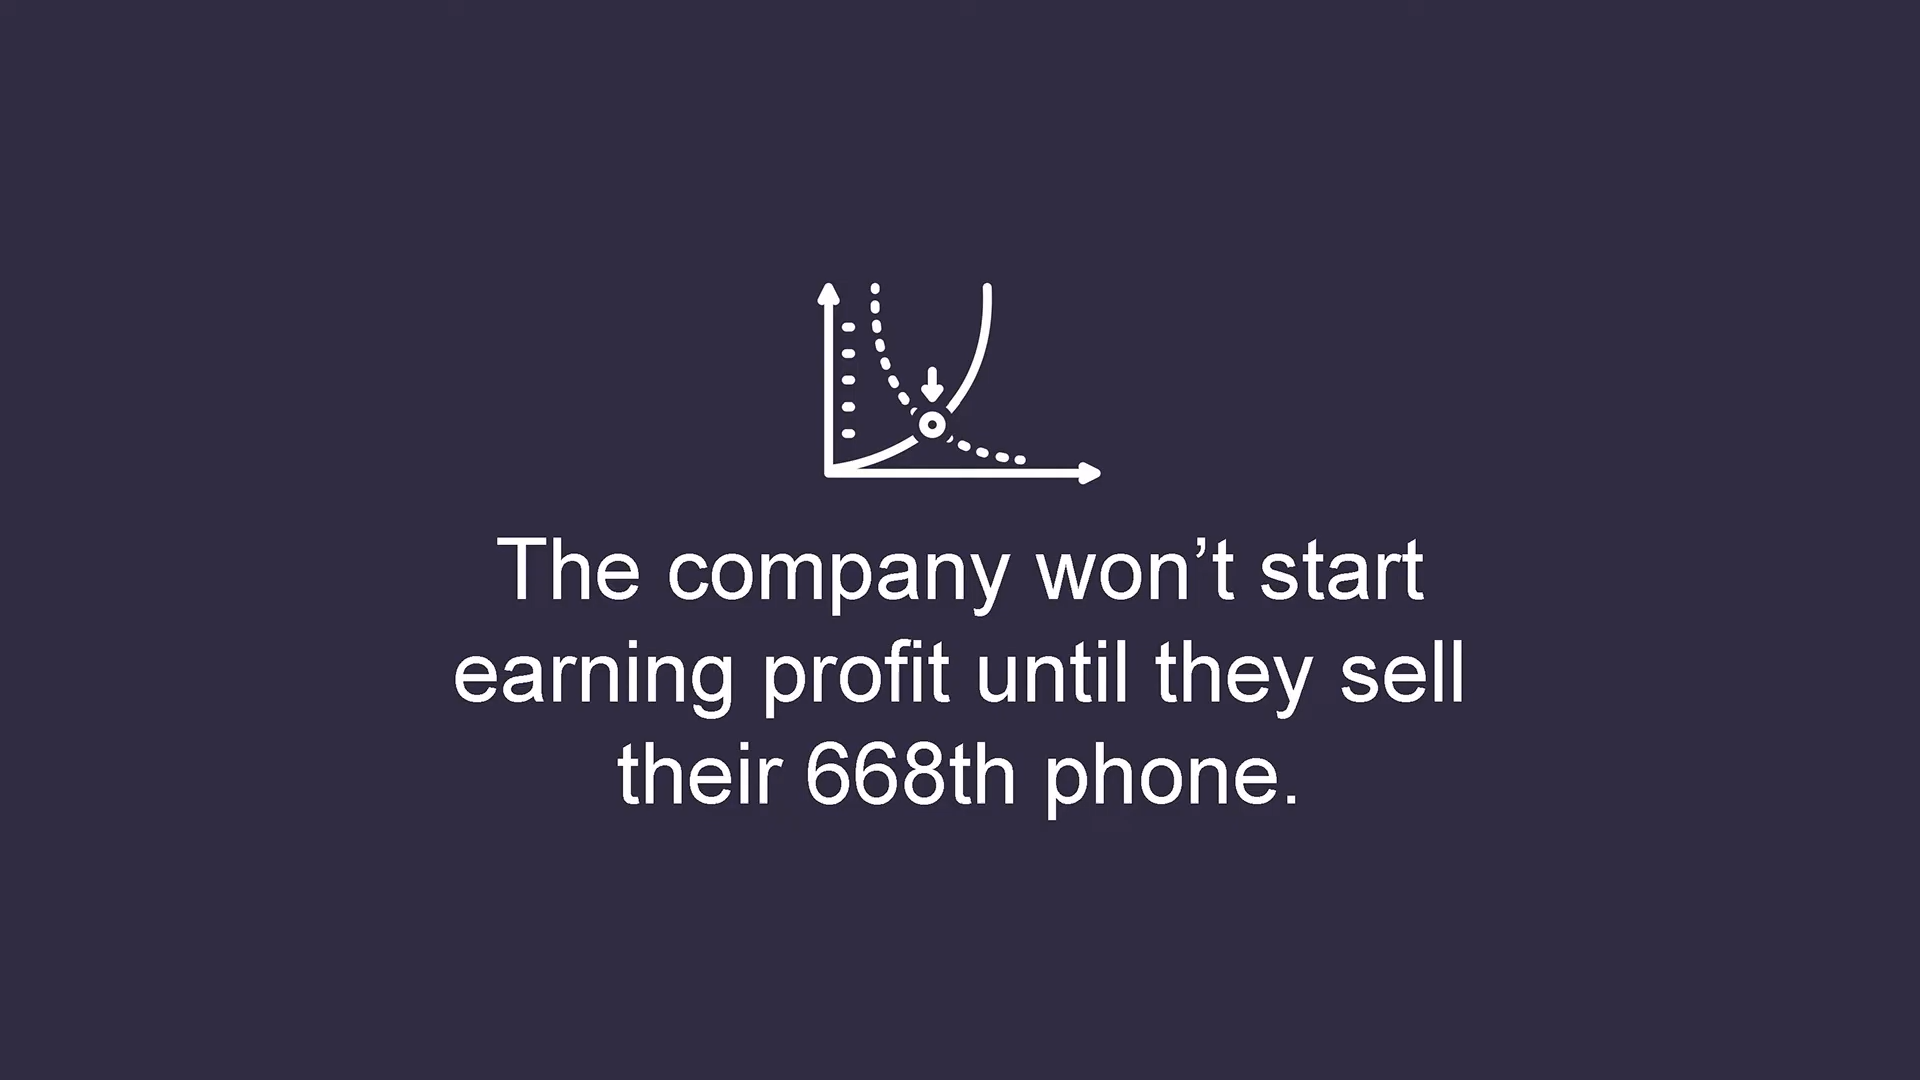 The company won’t start
earning profit until they sell
their 668th phone.